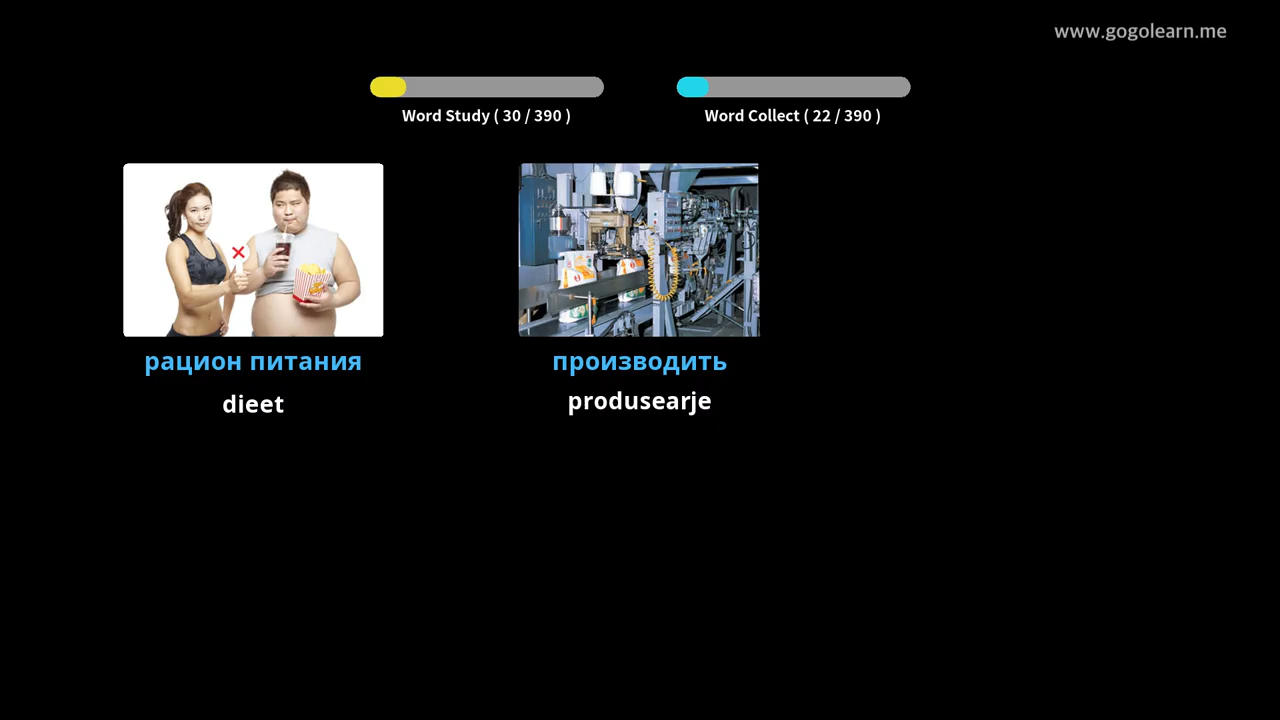 www.gogolearn.me
Word Study ( 30 / 390 )
Word Collect ( 22 / 390 )
рацион питания
производить
dieet
produsearje